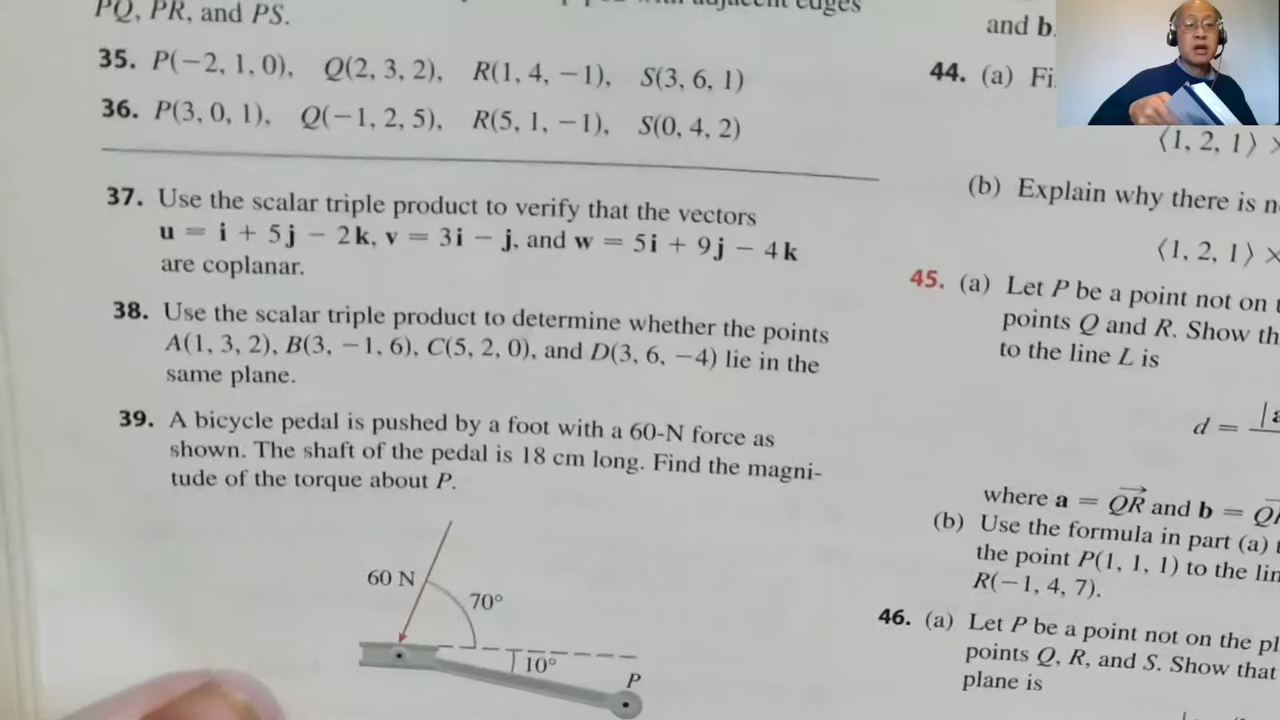 PQ, PR, and PS.
35. P(−2, 1, 0), Q(2, 3, 2), R(1, 4, −1), S(3, 6, 1)
36. P(3, 0, 1), Q(−1, 2, 5), R(5, 1, −1), S(0, 4, 2)
37. Use the scalar triple product to verify that the vectors
u = i + 5j − 2k, v = 3i − j, and w = 5i + 9j − 4k
are coplanar.
38. Use the scalar triple product to determine whether the points
A(1, 3, 2), B(3, −1, 6), C(5, 2, 0), and D(3, 6, −4) lie in the
same plane.
39. A bicycle pedal is pushed by a foot with a 60-N force as
shown. The shaft of the pedal is 18 cm long. Find the magni-
tude of the torque about P.
60 N
70°
10°
P
and b.
44. (a)
⟨1, 2, 1⟩ ×
(b) Explain why there is
⟨1, 2, 1⟩ ×
45. (a) Let P be a point not on
points Q and R. Show
to the line L is
d =
where a = QR and b =
(b) Use the formula in part (a)
the point P(1, 1, 1) to the
R(−1, 4, 7).
46. (a) Let P be a point not on the
points Q, R, and S. Show that
plane is